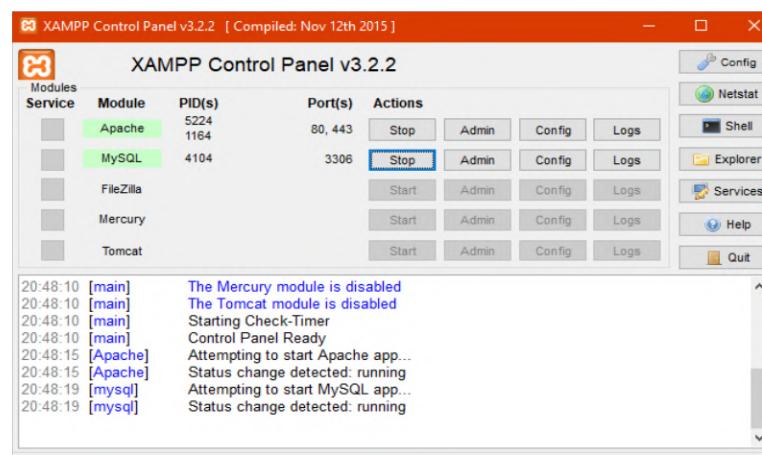 XAMPP Control Panel v3.2.2 [ Compiled: Nov 12th 2015 ]
XAMPP Control Panel v3.2.2
Config
Modules
Netstat
Service Module PID(s) Port(s) Actions
Apache 5224 1164 80, 443 Stop Admin Config Logs
Shell
MySQL 4104 3306 Stop Admin Config Logs
Explorer
FileZilla Start Admin Config Logs
Services
Mercury Start Admin Config Logs
Help
Tomcat Start Admin Config Logs
Quit
20:48:10 [main] The Mercury module is disabled
20:48:10 [main] The Tomcat module is disabled
20:48:10 [main] Starting Check-Timer
20:48:10 [main] Control Panel Ready
20:48:15 [Apache] Attempting to start Apache app...
20:48:15 [Apache] Status change detected: running
20:48:19 [mysql] Attempting to start MySQL app...
20:48:19 [mysql] Status change detected: running